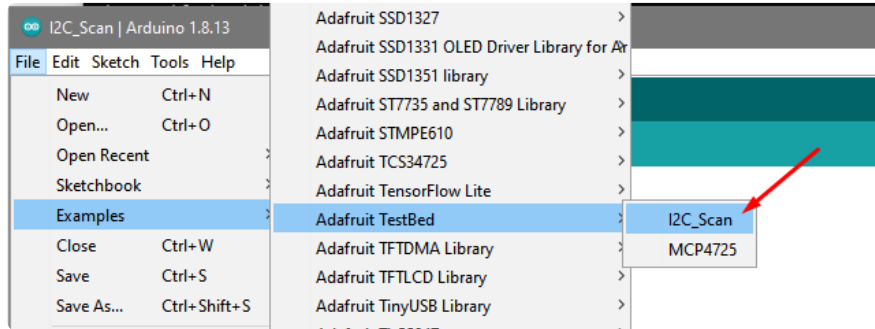 I2C_Scan | Arduino 1.8.13
File Edit Sketch Tools Help
New Ctrl+N
Open... Ctrl+O
Open Recent
Sketchbook
Examples
Close Ctrl+W
Save Ctrl+S
Save As... Ctrl+Shift+S
Adafruit SSD1327
Adafruit SSD1331 OLED Driver Library for Ar
Adafruit SSD1351 library
Adafruit ST7735 and ST7789 Library
Adafruit STMPE610
Adafruit TCS34725
Adafruit TensorFlow Lite
Adafruit TestBed
Adafruit TFTDMA Library
Adafruit TFTLCD Library
Adafruit TinyUSB Library
I2C_Scan
MCP4725